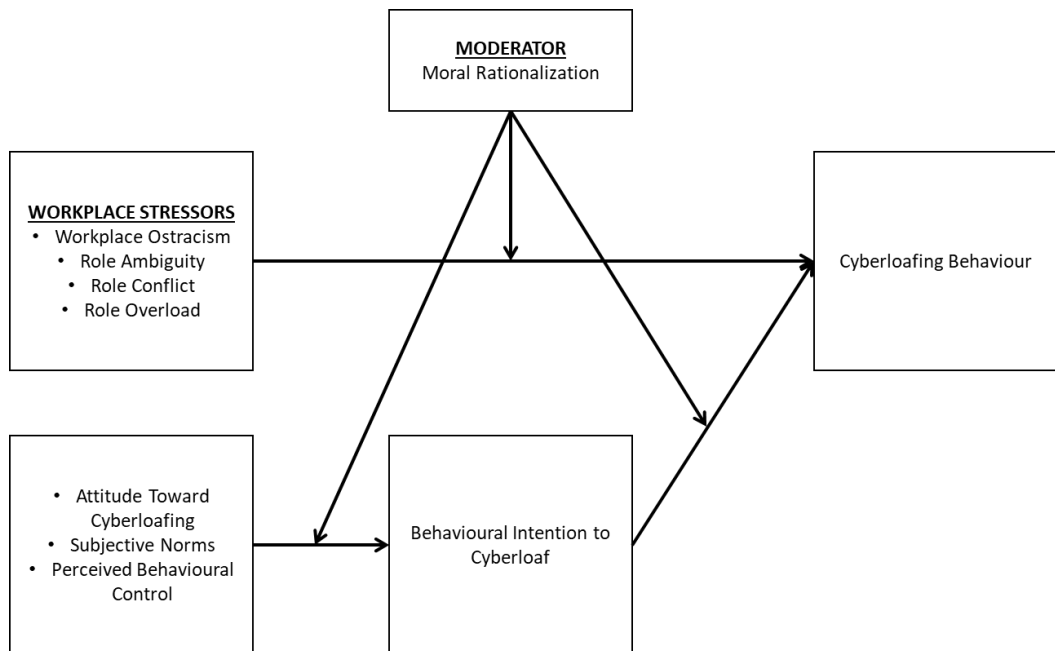 MODERATOR
Moral Rationalization
WORKPLACE STRESSORS
• Workplace Ostracism
• Role Ambiguity
• Role Conflict
• Role Overload
Cyberloafing Behaviour
• Attitude Toward
Cyberloafing
• Subjective Norms
• Perceived Behavioural
Control
Behavioural Intention to
Cyberloaf